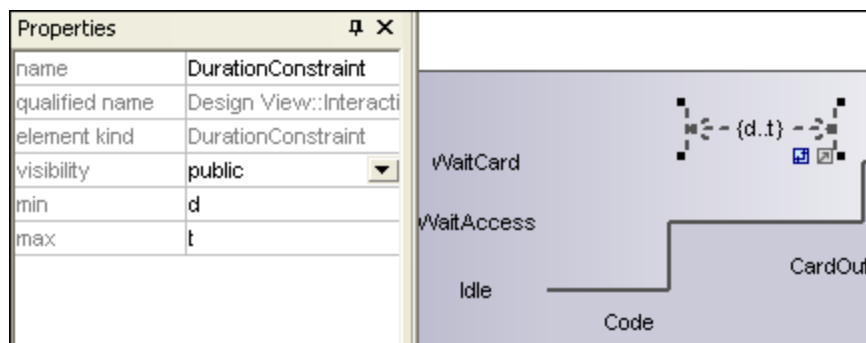 Properties
name DurationConstraint
qualified name Design View::Interacti
element kind DurationConstraint
visibility public
min d
max t
{d..t}
WaitCard
WaitAccess
CardOut
Idle
Code